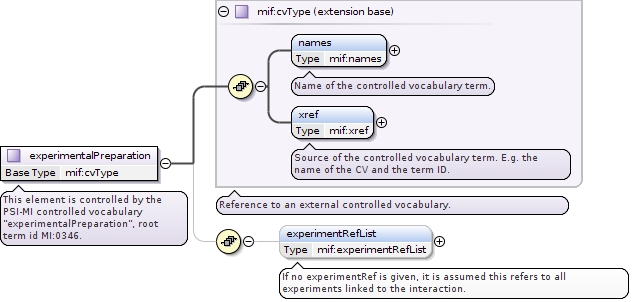 mif:cvType (extension base)
names
Type mif:names
Name of the controlled vocabulary term.
xref
Type mif:xref
Source of the controlled vocabulary term. E.g. the
name of the CV and the term ID.
experimentalPreparation
Base Type mif:cvType
This element is controlled by the
PSI-MI controlled vocabulary
"experimentalPreparation", root
term id MI:0346.
Reference to an external controlled vocabulary.
experimentRefList
Type mif:experimentRefList
If no experimentRef is given, it is assumed this refers to all
experiments linked to the interaction.